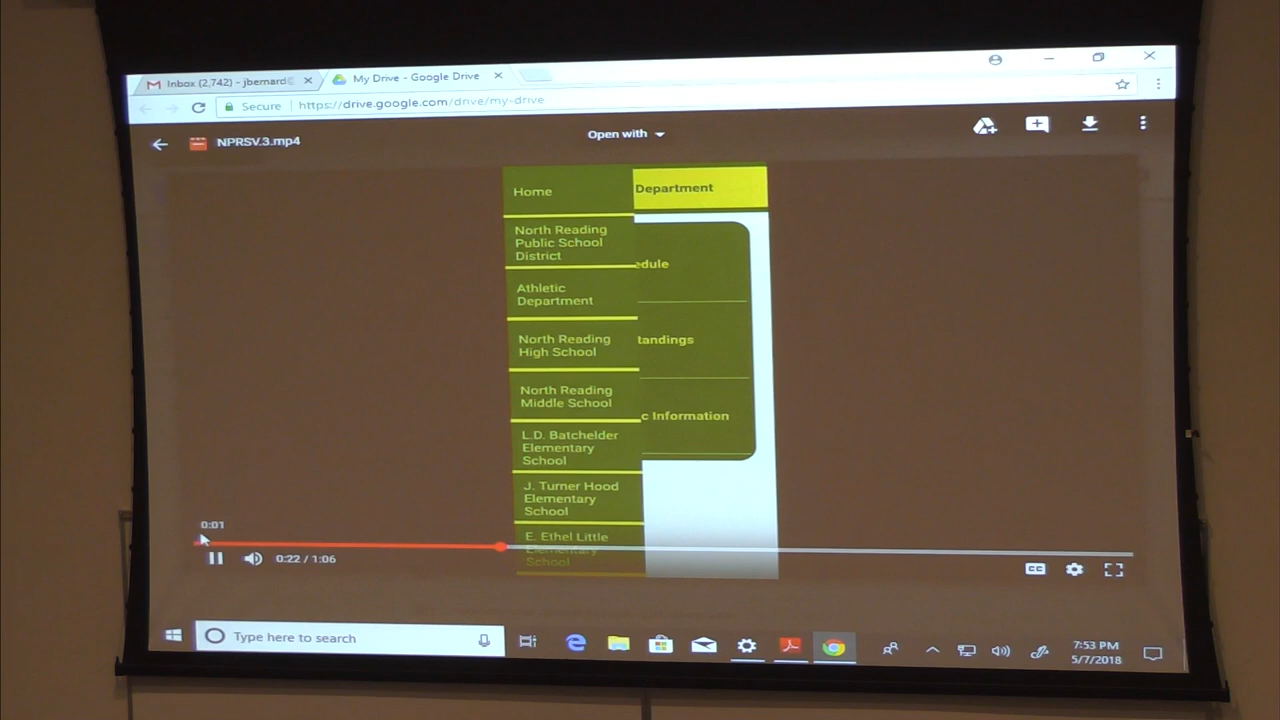 Inbox (2,742) - jbernard@
My Drive - Google Drive
Secure
https://drive.google.com/drive/my-drive
NPRSV.3.mp4
Open with
Home
Department
North Reading
Public School
District
edule
Athletic
Department
North Reading
High School
tandings
North Reading
Middle School
c Information
L.D. Batchelder
Elementary
School
J. Turner Hood
Elementary
School
E. Ethel Little
Elementary
School
0:01
0:22 / 1:06
CC
Type here to search
7:53 PM
5/7/2018